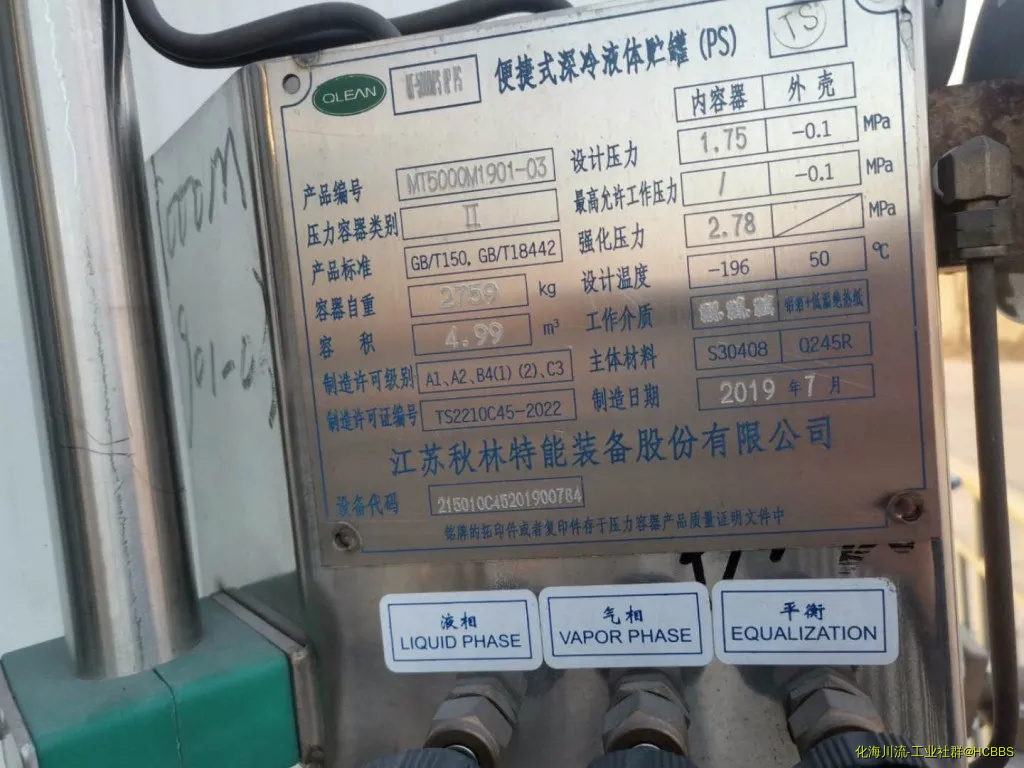 OLEAN
便捷式深冷液体贮罐(PS)
TS
内容器 外壳
产品编号 MT5000M1901-03
设计压力 1.75 -0.1 MPa
压力容器类别 II
最高允许工作压力 / -0.1 MPa
产品标准 GB/T150、GB/T18442
强化压力 2.78 MPa
容器自重 2759 kg
设计温度 -196 50 ℃
容积 4.99 m³
工作介质
制造许可级别 A1、A2、B4(1)(2)、C3
主体材料 S30408 Q245R
制造许可证编号 TS2210C45-2022
制造日期 2019 年 7 月
江苏秋林特能装备股份有限公司
设备代码 215010C45201900784
铭牌的拓印件或者复印件存于压力容器产品质量证明文件中
液相
LIQUID PHASE
气相
VAPOR PHASE
平衡
EQUALIZATION
化海川流-工业社群@HCBBS